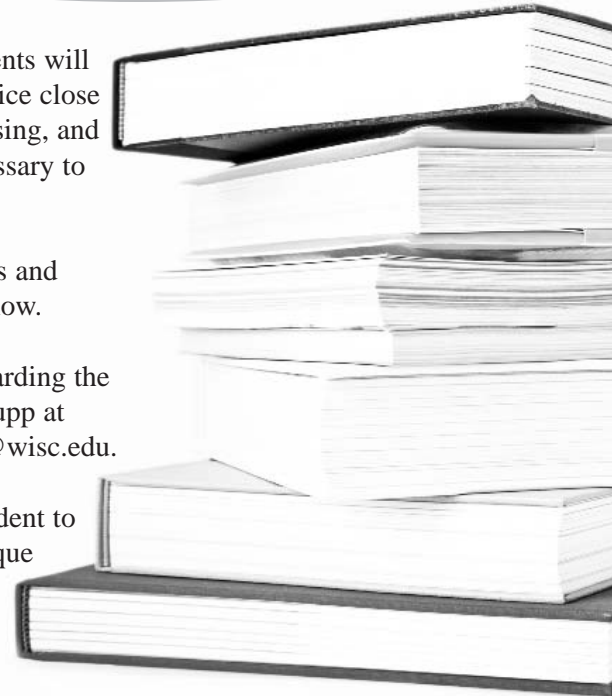 ents will
ice close
sing, and
ssary to
s and
ow.
arding the
upp at
@wisc.edu.
dent to
que